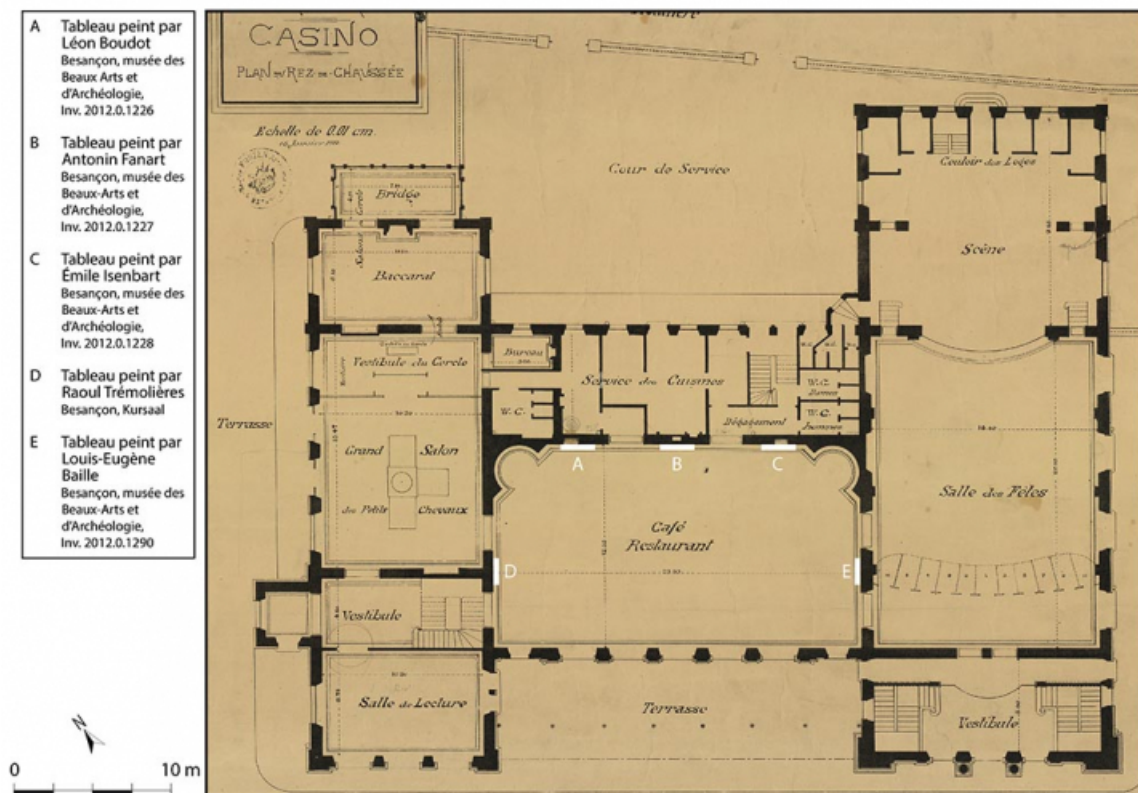 A Tableau peint par
Léon Boudot
Besançon, musée des
Beaux Arts et
d'Archéologie,
Inv. 2012.0.1226
B Tableau peint par
Antonin Fanart
Besançon, musée des
Beaux-Arts et
d'Archéologie,
Inv. 2012.0.1227
C Tableau peint par
Émile Isenbart
Besançon, musée des
Beaux-Arts et
d'Archéologie,
Inv. 2012.0.1228
D Tableau peint par
Raoul Trémolières
Besançon, Kursaal
E Tableau peint par
Louis-Eugène
Baille
Besançon, musée des
Beaux-Arts et
d'Archéologie,
Inv. 2012.0.1290
N
0 10 m
CASINO
PLAN DU REZ-DE-CHAUSSÉE
Echelle de 0.01 cm.
Cour de Service
Couloir des Loges
Bridge
Salons Cercle
Scène
Baccarat
Vestibule du Cercle
Bureau
Service des Cuisines
W.C.
W.C.
Dames
W.C.
hommes
Dégagement
Terrasse
Grand Salon
des Petits Chevaux
A B C
Salle des Fêtes
Café
Restaurant
D E
Vestibule
Salle de Lecture
Terrasse
Vestibule